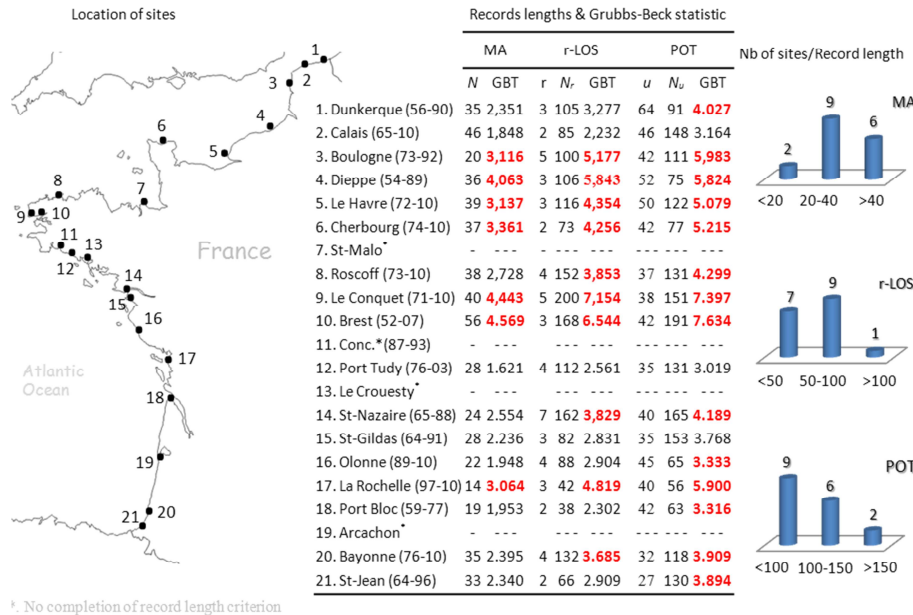 Location of sites
Records lengths & Grubbs-Beck statistic
MA r-LOS POT
N GBT r Nr GBT u Nu GBT
1. Dunkerque (56-90) 35 2,351 3 105 3,277 64 91 4.027
2. Calais (65-10) 46 1,848 2 85 2,232 46 148 3.164
3. Boulogne (73-92) 20 3,116 5 100 5,177 42 111 5,983
4. Dieppe (54-89) 36 4,063 3 106 5,843 52 75 5,824
5. Le Havre (72-10) 39 3,137 3 116 4,354 50 122 5.079
6. Cherbourg (74-10) 37 3,361 2 73 4,256 42 77 5.215
7. St-Malo* - --- - --- --- --- --- ---
8. Roscoff (73-10) 38 2,728 4 152 3,853 37 131 4.299
9. Le Conquet (71-10) 40 4,443 5 200 7,154 38 151 7.397
10. Brest (52-07) 56 4.569 3 168 6.544 42 191 7.634
11. Conc.* (87-93) - --- - --- --- --- --- ---
12. Port Tudy (76-03) 28 1.621 4 112 2.561 35 131 3.019
13. Le Crouesty* - --- - --- --- --- --- ---
14. St-Nazaire (65-88) 24 2.554 7 162 3,829 40 165 4.189
15. St-Gildas (64-91) 28 2.236 3 82 2.831 35 153 3.768
16. Olonne (89-10) 22 1.948 4 88 2.904 45 65 3.333
17. La Rochelle (97-10) 14 3.064 3 42 4.819 40 56 5.900
18. Port Bloc (59-77) 19 1,953 2 38 2.302 42 63 3.316
19. Arcachon* - --- - --- --- --- --- ---
20. Bayonne (76-10) 35 2.395 4 132 3.685 32 118 3.909
21. St-Jean (64-96) 33 2.340 2 66 2.909 27 130 3.894
Nb of sites/Record length
MA
2 9 6
<20 20-40 >40
r-LOS
7 9 1
<50 50-100 >100
POT
9 6 2
<100 100-150 >150
1
3 2
4
6
5
8
7
9 10
France
11 13
12
14
15
16
17
Atlantic
Ocean
18
19
20
21
*. No completion of record length criterion